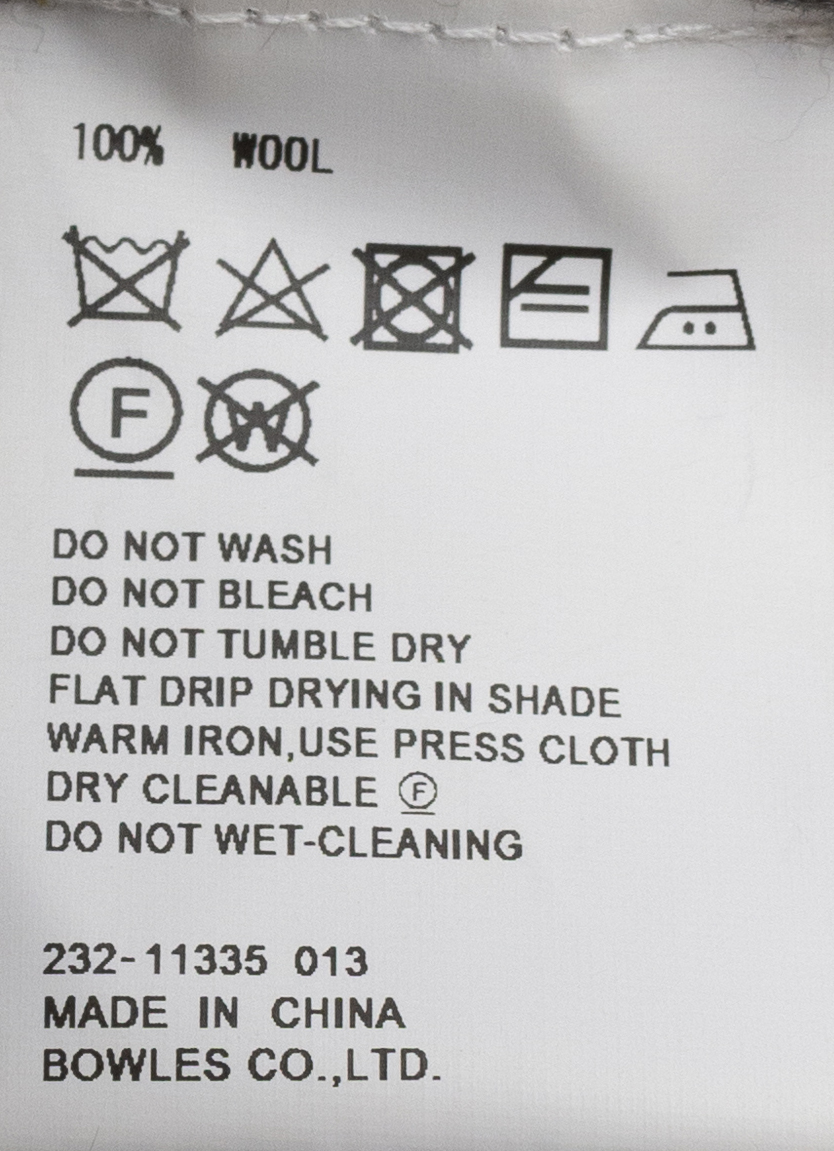 100% WOOL
F W
DO NOT WASH
DO NOT BLEACH
DO NOT TUMBLE DRY
FLAT DRIP DRYING IN SHADE
WARM IRON,USE PRESS CLOTH
DRY CLEANABLE Ⓕ
DO NOT WET-CLEANING
232-11335 013
MADE IN CHINA
BOWLES CO.,LTD.